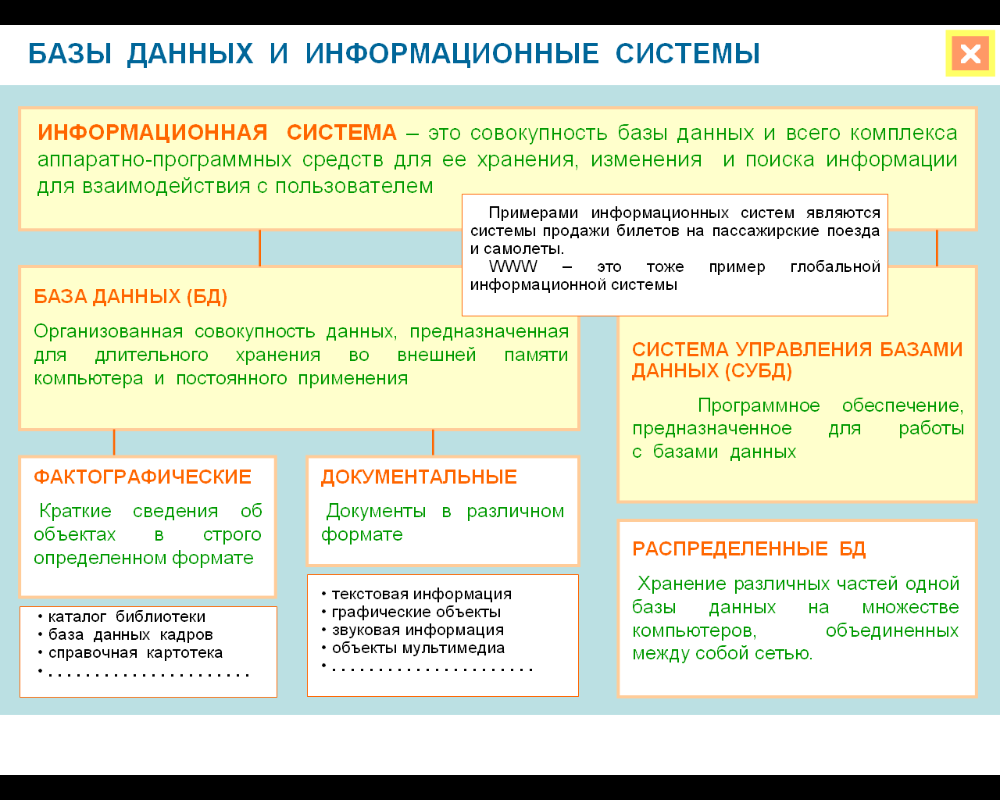 БАЗЫ ДАННЫХ И ИНФОРМАЦИОННЫЕ СИСТЕМЫ
ИНФОРМАЦИОННАЯ СИСТЕМА – это совокупность базы данных и всего комплекса
аппаратно-программных средств для ее хранения, изменения и поиска информации
для взаимодействия с пользователем
Примерами информационных систем являются
системы продажи билетов на пассажирские поезда
и самолеты.
WWW – это тоже пример глобальной
информационной системы
БАЗА ДАННЫХ (БД)
Организованная совокупность данных, предназначенная
для длительного хранения во внешней памяти
компьютера и постоянного применения
СИСТЕМА УПРАВЛЕНИЯ БАЗАМИ
ДАННЫХ (СУБД)
Программное обеспечение,
предназначенное для работы
с базами данных
ФАКТОГРАФИЧЕСКИЕ
Краткие сведения об
объектах в строго
определенном формате
• каталог библиотеки
• база данных кадров
• справочная картотека
• . . . . . . . . . . . . . . . . . . . . . .
ДОКУМЕНТАЛЬНЫЕ
Документы в различном
формате
• текстовая информация
• графические объекты
• звуковая информация
• объекты мультимедиа
• . . . . . . . . . . . . . . . . . . . . . .
РАСПРЕДЕЛЕННЫЕ БД
Хранение различных частей одной
базы данных на множестве
компьютеров, объединенных
между собой сетью.